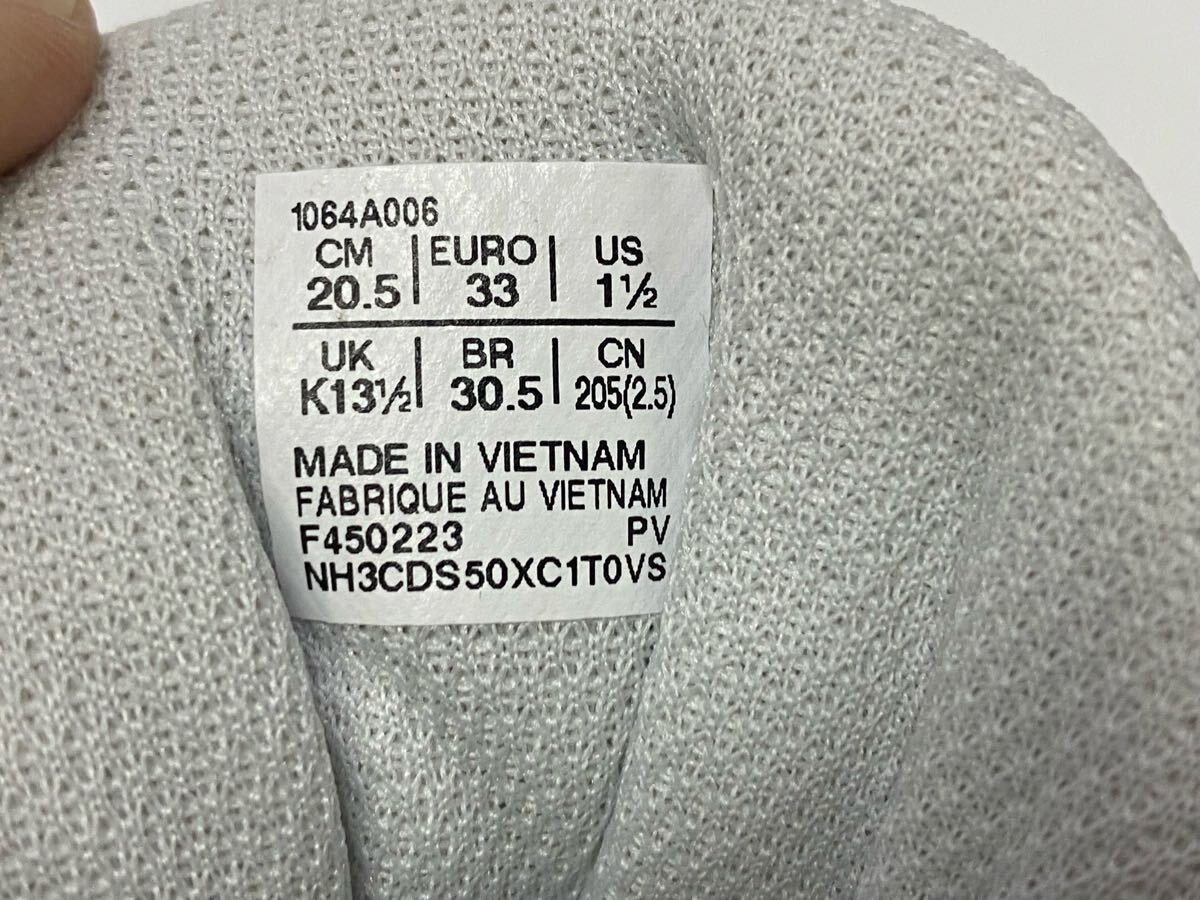 1064A006
CM | EURO | US
20.5 | 33 | 1½
UK | BR | CN
K13½ | 30.5 | 205(2.5)
MADE IN VIETNAM
FABRIQUE AU VIETNAM
F450223 PV
NH3CDS50XC1T0VS